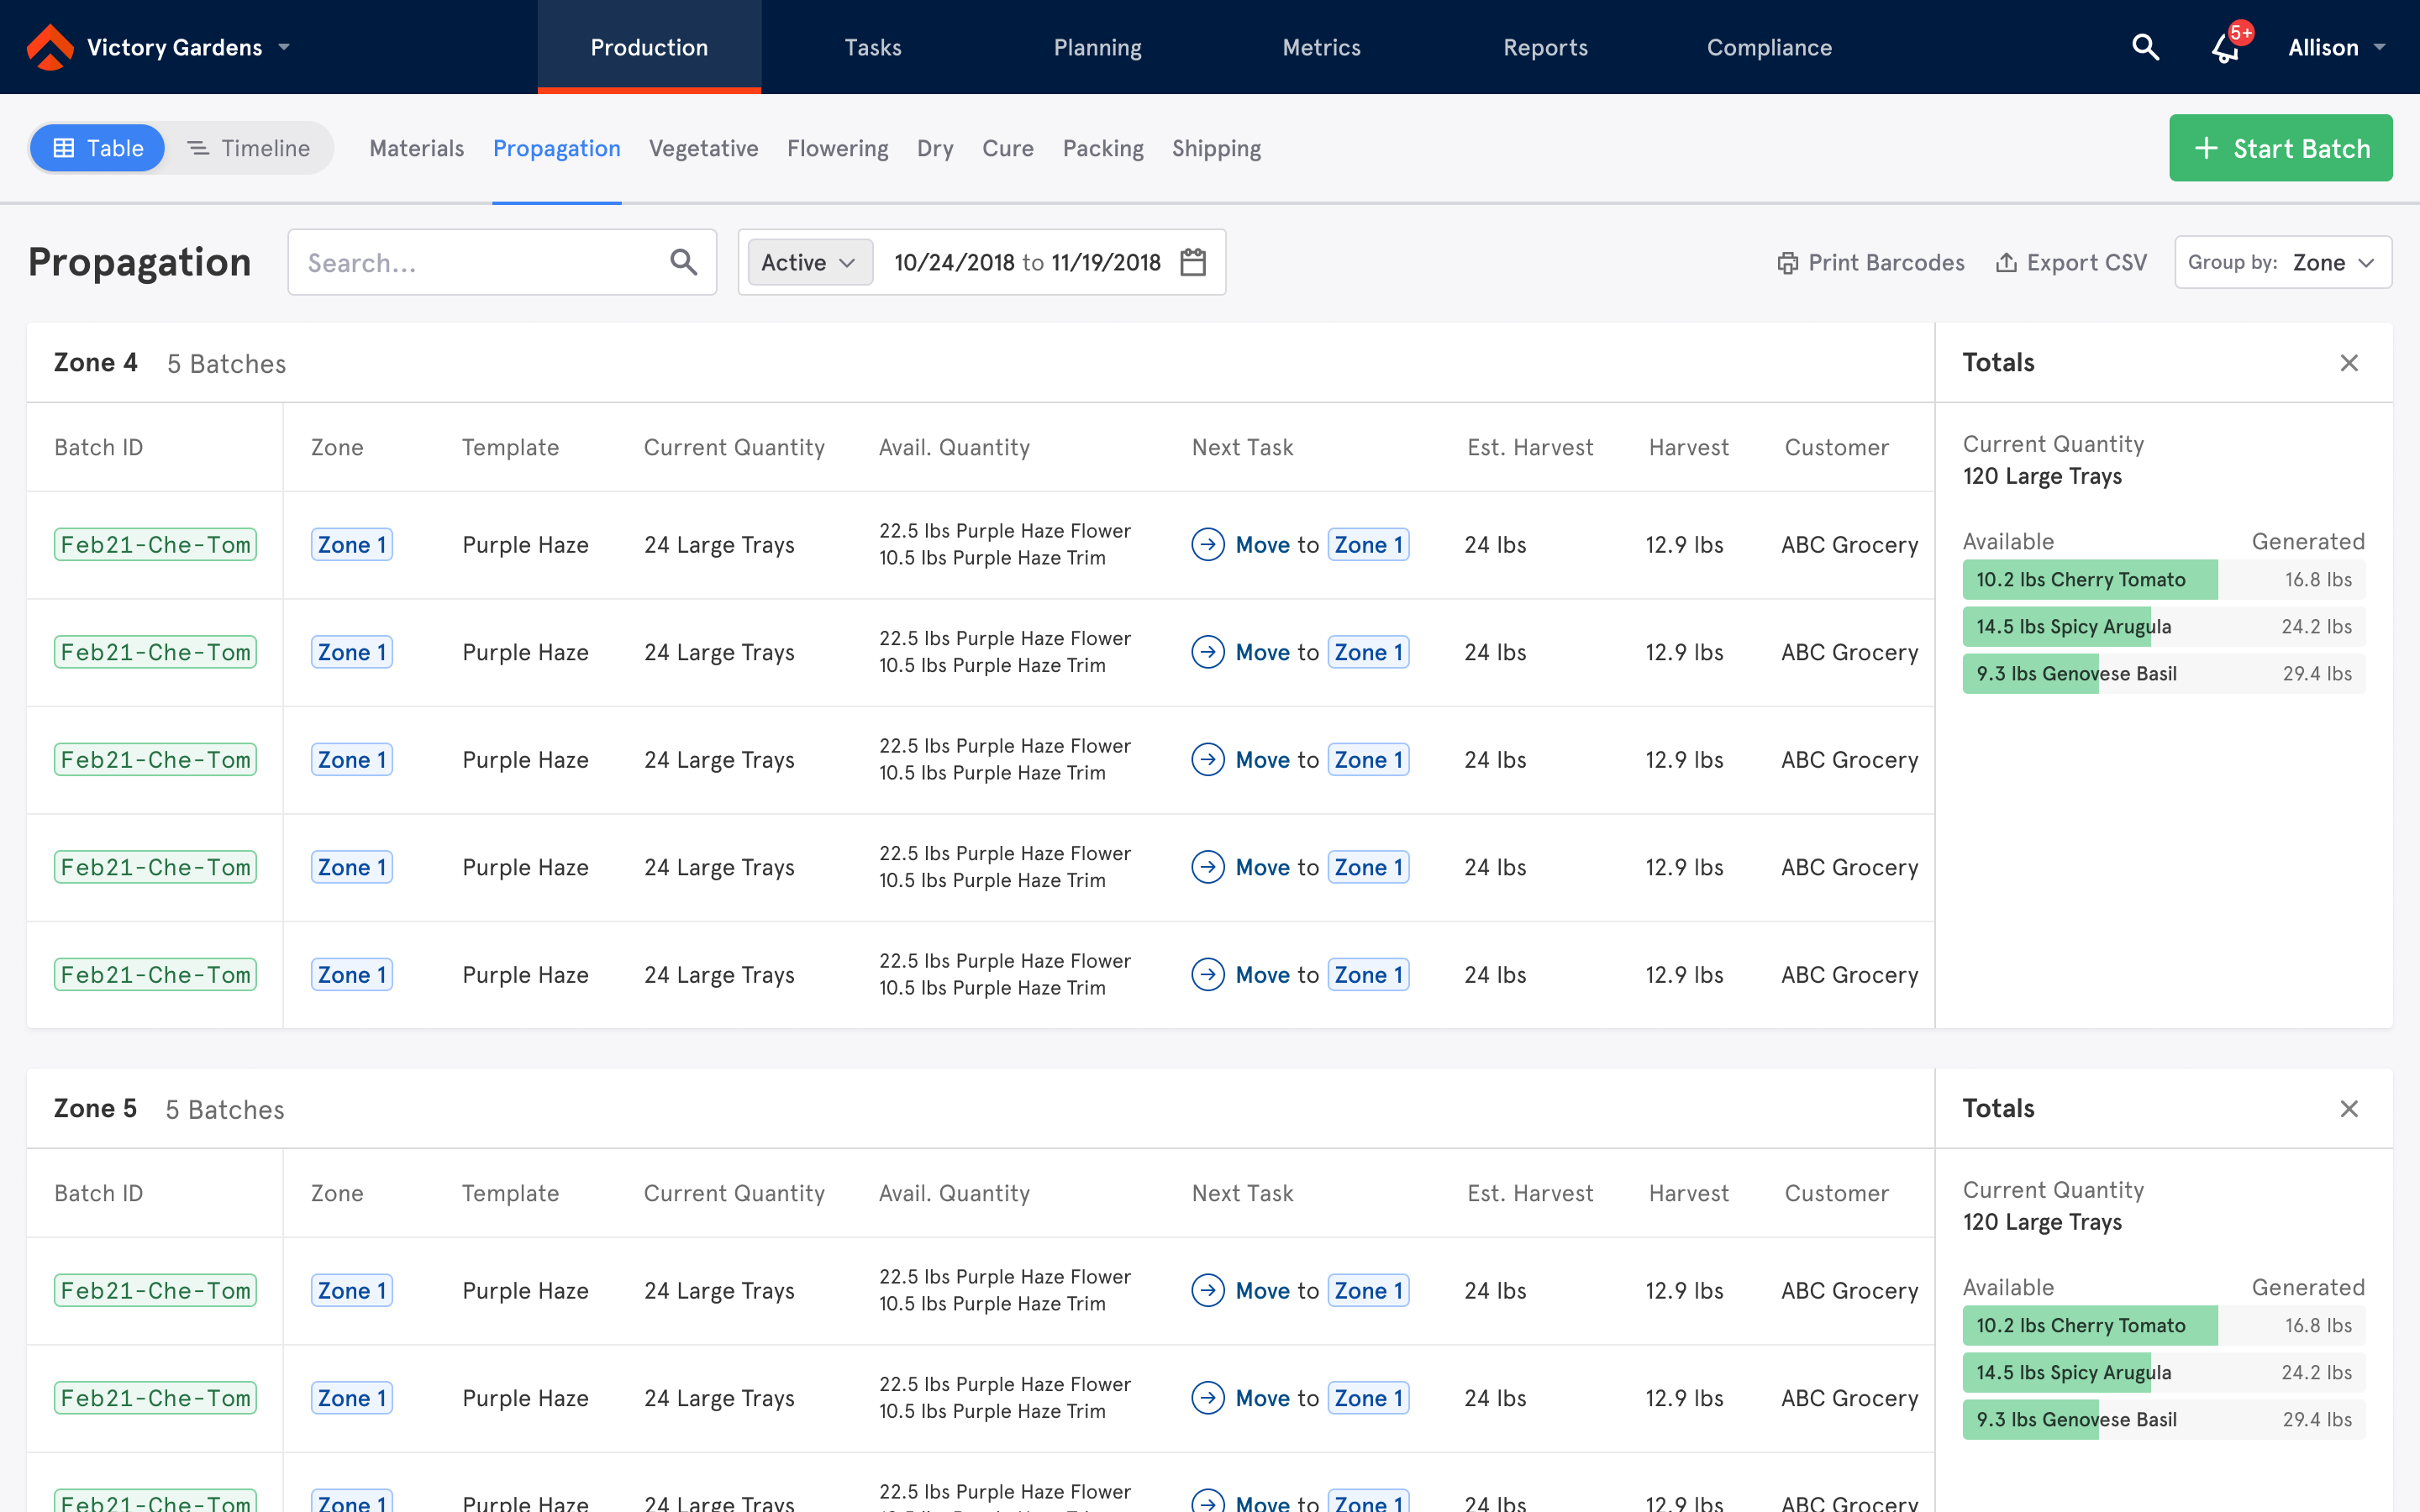 Victory Gardens Production Tasks Planning Metrics Reports Compliance 5+ Allison
Table Timeline Materials Propagation Vegetative Flowering Dry Cure Packing Shipping + Start Batch
Propagation Search... Active 10/24/2018 to 11/19/2018 Print Barcodes Export CSV Group by: Zone
Zone 4 5 Batches
Batch ID Zone Template Current Quantity Avail. Quantity Next Task Est. Harvest Harvest Customer
Feb21-Che-Tom Zone 1 Purple Haze 24 Large Trays 22.5 lbs Purple Haze Flower
10.5 lbs Purple Haze Trim Move to Zone 1 24 lbs 12.9 lbs ABC Grocery
Feb21-Che-Tom Zone 1 Purple Haze 24 Large Trays 22.5 lbs Purple Haze Flower
10.5 lbs Purple Haze Trim Move to Zone 1 24 lbs 12.9 lbs ABC Grocery
Feb21-Che-Tom Zone 1 Purple Haze 24 Large Trays 22.5 lbs Purple Haze Flower
10.5 lbs Purple Haze Trim Move to Zone 1 24 lbs 12.9 lbs ABC Grocery
Feb21-Che-Tom Zone 1 Purple Haze 24 Large Trays 22.5 lbs Purple Haze Flower
10.5 lbs Purple Haze Trim Move to Zone 1 24 lbs 12.9 lbs ABC Grocery
Feb21-Che-Tom Zone 1 Purple Haze 24 Large Trays 22.5 lbs Purple Haze Flower
10.5 lbs Purple Haze Trim Move to Zone 1 24 lbs 12.9 lbs ABC Grocery
Totals
Current Quantity
120 Large Trays
Available Generated
10.2 lbs Cherry Tomato 16.8 lbs
14.5 lbs Spicy Arugula 24.2 lbs
9.3 lbs Genovese Basil 29.4 lbs
Zone 5 5 Batches
Batch ID Zone Template Current Quantity Avail. Quantity Next Task Est. Harvest Harvest Customer
Feb21-Che-Tom Zone 1 Purple Haze 24 Large Trays 22.5 lbs Purple Haze Flower
10.5 lbs Purple Haze Trim Move to Zone 1 24 lbs 12.9 lbs ABC Grocery
Feb21-Che-Tom Zone 1 Purple Haze 24 Large Trays 22.5 lbs Purple Haze Flower
10.5 lbs Purple Haze Trim Move to Zone 1 24 lbs 12.9 lbs ABC Grocery
Feb21-Che-Tom Zone 1 Purple Haze 24 Large Trays 22.5 lbs Purple Haze Flower
Move to Zone 1 24 lbs 12.9 lbs ABC Grocery
Totals
Current Quantity
120 Large Trays
Available Generated
10.2 lbs Cherry Tomato 16.8 lbs
14.5 lbs Spicy Arugula 24.2 lbs
9.3 lbs Genovese Basil 29.4 lbs